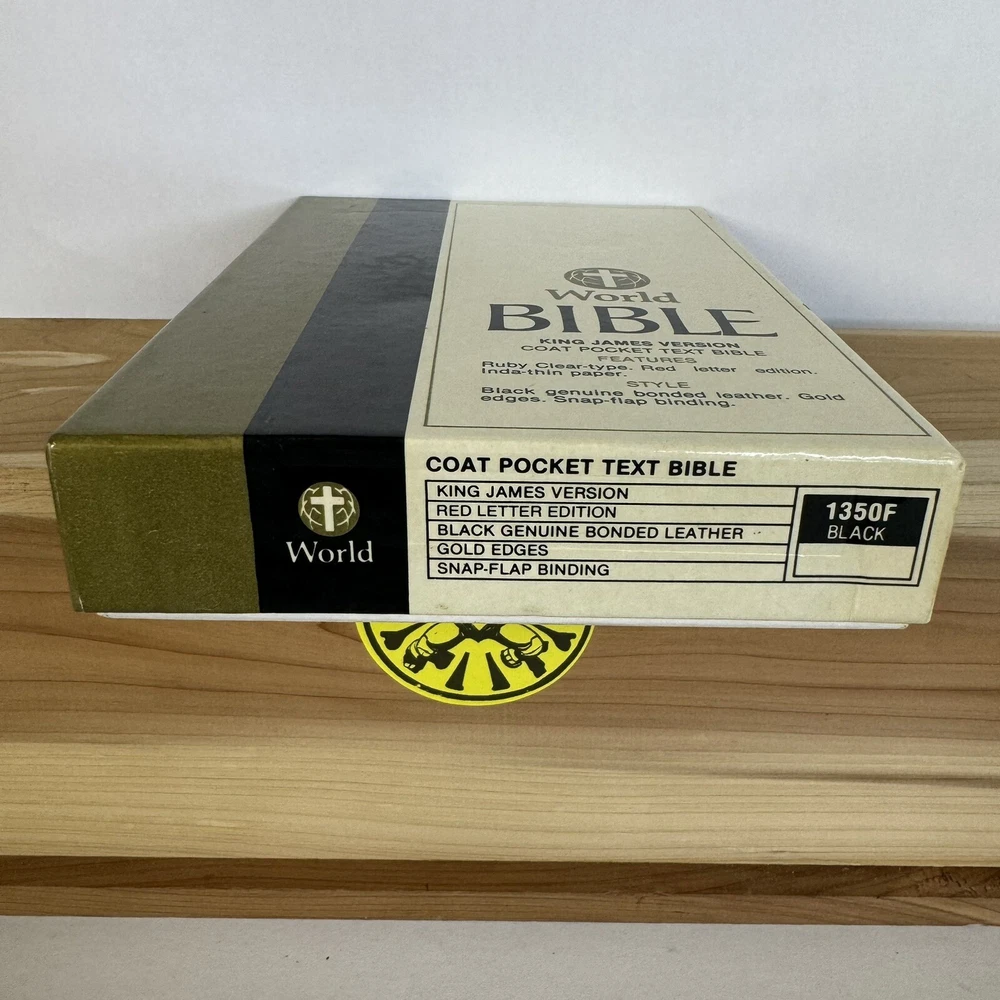 World
BIBLE
KING JAMES VERSION
COAT POCKET TEXT BIBLE
FEATURES
Ruby Clear-type. Red letter edition.
Inda-thin paper.
STYLE
Black genuine bonded leather. Gold
edges. Snap-flap binding.
World
COAT POCKET TEXT BIBLE
KING JAMES VERSION
RED LETTER EDITION
BLACK GENUINE BONDED LEATHER
GOLD EDGES
SNAP-FLAP BINDING
1350F
BLACK